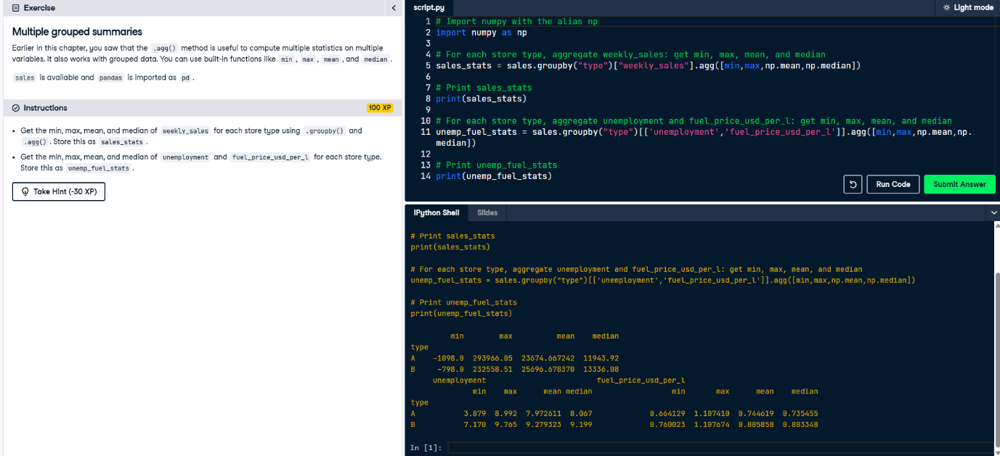 Exercise
Multiple grouped summaries
Earlier in this chapter, you saw that the .agg() method is useful to compute multiple statistics on multiple
variables. It also works with grouped data. You can use built-in functions like min , max , mean , and median .
sales is available and pandas is imported as pd .
Instructions
100 XP
• Get the min, max, mean, and median of weekly_sales for each store type using .groupby() and
.agg() . Store this as sales_stats .
• Get the min, max, mean, and median of unemployment and fuel_price_usd_per_l for each store type.
Store this as unemp_fuel_stats .
Take Hint (-30 XP)
script.py
Light mode
1 # Import numpy with the alias np
2 import numpy as np
3
4 # For each store type, aggregate weekly_sales: get min, max, mean, and median
5 sales_stats = sales.groupby("type")["weekly_sales"].agg([min,max,np.mean,np.median])
6
7 # Print sales_stats
8 print(sales_stats)
9
10 # For each store type, aggregate unemployment and fuel_price_usd_per_l: get min, max, mean, and median
11 unemp_fuel_stats = sales.groupby("type")[['unemployment','fuel_price_usd_per_l']].agg([min,max,np.mean,np.
median])
12
13 # Print unemp_fuel_stats
14 print(unemp_fuel_stats)
Run Code
Submit Answer
IPython Shell
Slides
# Print sales_stats
print(sales_stats)
# For each store type, aggregate unemployment and fuel_price_usd_per_l: get min, max, mean, and median
unemp_fuel_stats = sales.groupby("type")[['unemployment','fuel_price_usd_per_l']].agg([min,max,np.mean,np.median])
# Print unemp_fuel_stats
print(unemp_fuel_stats)
min max mean median
type
A -1098.0 293966.05 23674.667242 11943.92
B -798.0 232558.51 25696.678370 13336.08
unemployment fuel_price_usd_per_l
min max mean median min max mean median
type
A 3.879 8.992 7.972611 8.067 0.664129 1.107410 0.744619 0.735455
B 7.170 9.765 9.279323 9.199 0.760023 1.107674 0.805858 0.803348
In [1]: